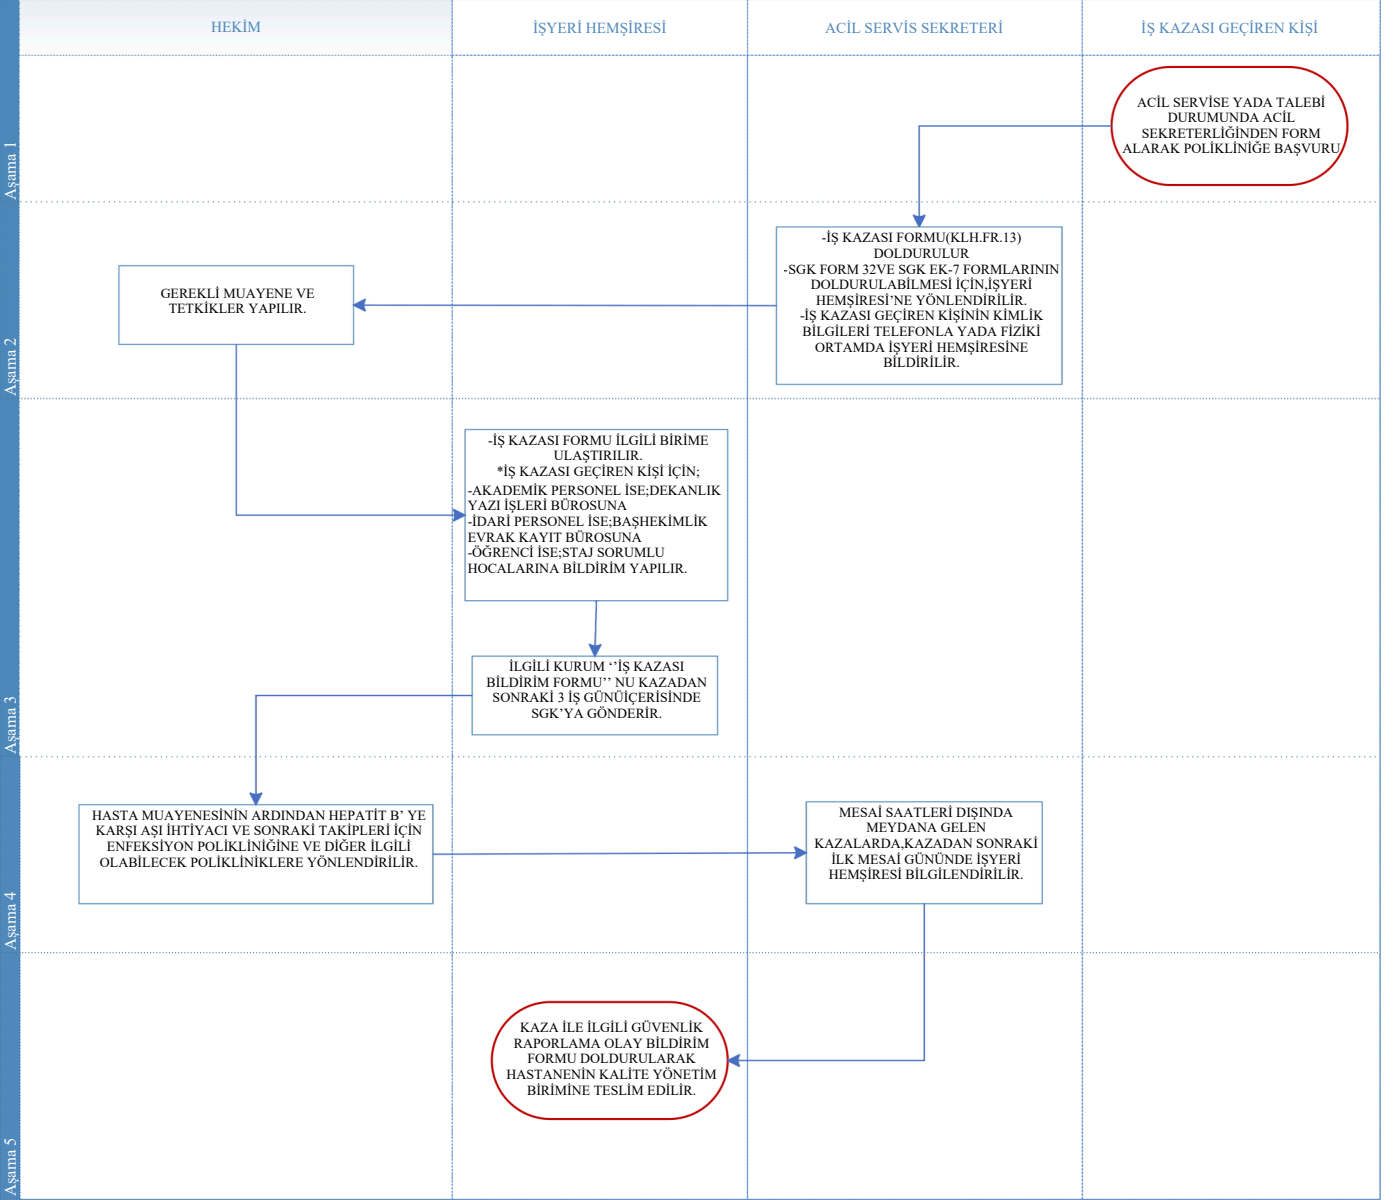 HEKİM
İŞYERİ HEMŞİRESİ
ACİL SERVİS SEKRETERİ
İŞ KAZASI GEÇİREN KİŞİ
Aşama 1
ACİL SERVİSE YADA TALEBİ
DURUMUNDA ACİL
SEKRETERLİĞİNDEN FORM
ALARAK POLİKLİNİĞE BAŞVURU
Aşama 2
-İŞ KAZASI FORMU(KLH.FR.13)
DOLDURULUR
-SGK FORM 32VE SGK EK-7 FORMLARININ
DOLDURULABİLMESİ İÇİN,İŞYERİ
HEMŞİRESİ'NE YÖNLENDİRİLİR.
-İŞ KAZASI GEÇİREN KİŞİNİN KİMLİK
BİLGİLERİ TELEFONLA YADA FİZİKİ
ORTAMDA İŞYERİ HEMŞİRESİNE
BİLDİRİLİR.
GEREKLİ MUAYENE VE
TETKİKLER YAPILIR.
Aşama 3
-İŞ KAZASI FORMU İLGİLİ BİRİME
ULAŞTIRILIR.
*İŞ KAZASI GEÇİREN KİŞİ İÇİN;
-AKADEMİK PERSONEL İSE;DEKANLIK
YAZI İŞLERİ BÜROSUNA
-İDARİ PERSONEL İSE;BAŞHEKİMLİK
EVRAK KAYIT BÜROSUNA
-ÖĞRENCİ İSE;STAJ SORUMLU
HOCALARINA BİLDİRİM YAPILIR.
İLGİLİ KURUM ‘’İŞ KAZASI
BİLDİRİM FORMU’’ NU KAZADAN
SONRAKİ 3 İŞ GÜNÜİÇERİSİNDE
SGK’YA GÖNDERİR.
Aşama 4
HASTA MUAYENESİNİN ARDINDAN HEPATİT B’ YE
KARŞI AŞI İHTİYACI VE SONRAKİ TAKİPLERİ İÇİN
ENFEKSİYON POLİKLİNİĞİNE VE DİĞER İLGİLİ
OLABİLECEK POLİKLİNİKLERE YÖNLENDİRİLİR.
MESAİ SAATLERİ DIŞINDA
MEYDANA GELEN
KAZALARDA,KAZADAN SONRAKİ
İLK MESAİ GÜNÜNDE İŞYERİ
HEMŞİRESİ BİLGİLENDİRİLİR.
Aşama 5
KAZA İLE İLGİLİ GÜVENLİK
RAPORLAMA OLAY BİLDİRİM
FORMU DOLDURULARAK
HASTANENİN KALİTE YÖNETİM
BİRİMİNE TESLİM EDİLİR.